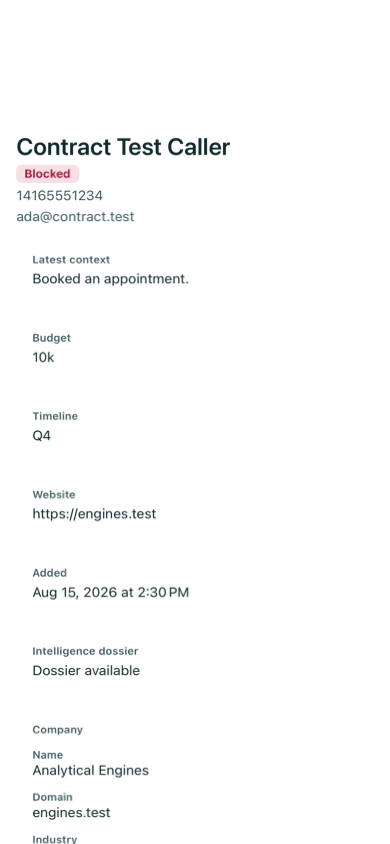 Contract Test Caller
Blocked
14165551234
ada@contract.test
Latest context
Booked an appointment.
Budget
10k
Timeline
Q4
Website
https://engines.test
Added
Aug 15, 2026 at 2:30 PM
Intelligence dossier
Dossier available
Company
Name
Analytical Engines
Domain
engines.test
Industry